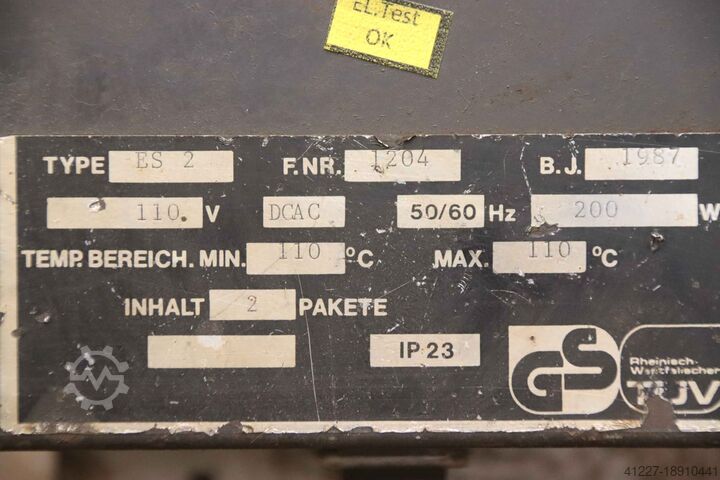 EL.Test
OK
TYPE ES 2 F.NR. 1204 B.J. 1987
110 V DCAC 50/60 Hz 200 W
TEMP. BEREICH. MIN. 110 °C MAX. 110 °C
INHALT 2 PAKETE
IP 23
GS
Rheinisch-
Westfälischer
TÜV
41227-18910441